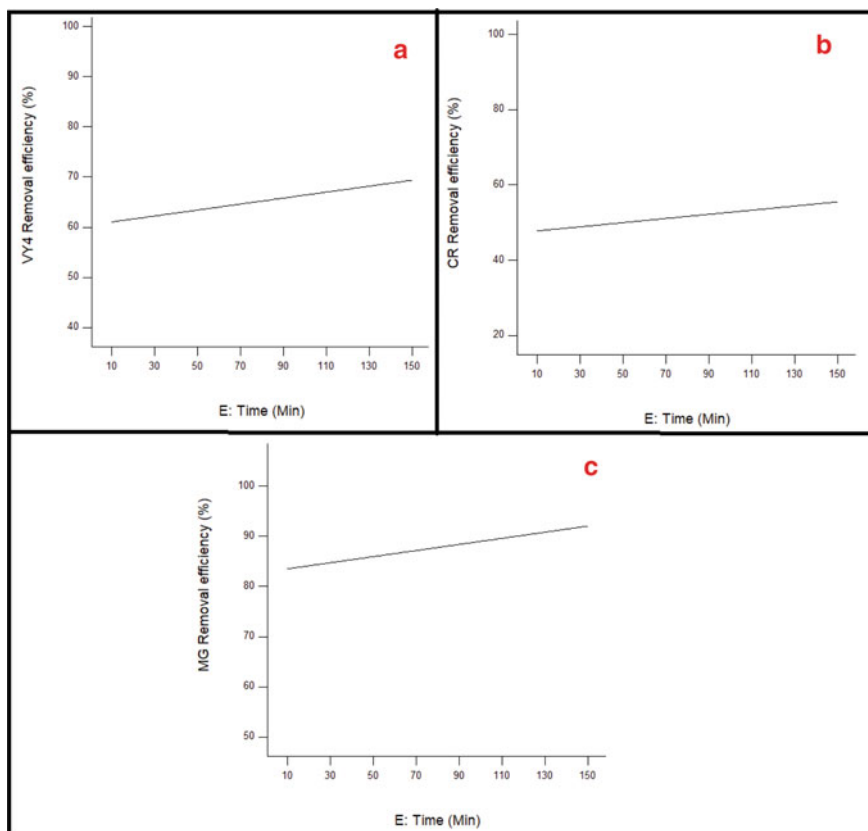 a
VY4 Removal efficiency (%)
100
90
80
70
60
50
40
10 30 50 70 90 110 130 150
E: Time (Min)
b
CR Removal efficiency (%)
100
80
60
40
20
10 30 50 70 90 110 130 150
E: Time (Min)
c
MG Removal efficiency (%)
100
90
80
70
60
50
10 30 50 70 90 110 130 150
E: Time (Min)